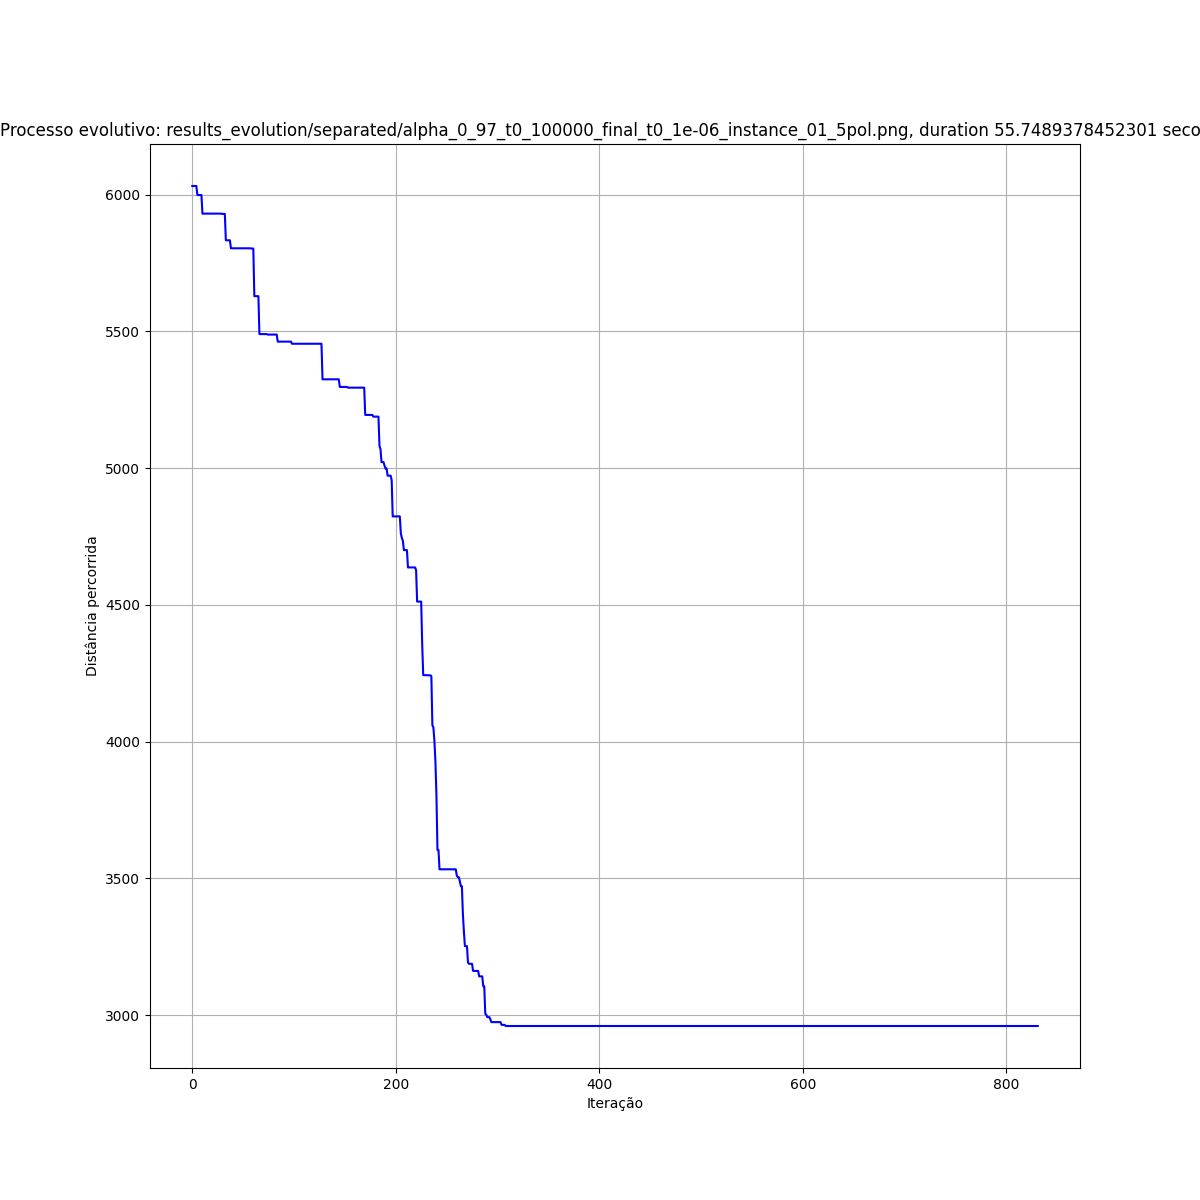 Processo evolutivo: results_evolution/separated/alpha_0_97_t0_100000_final_t0_1e-06_instance_01_5pol.png, duration 55.7489378452301 seco
6000
5500
5000
4500
4000
3500
3000
Distância percorrida
0 200 400 600 800
Iteração